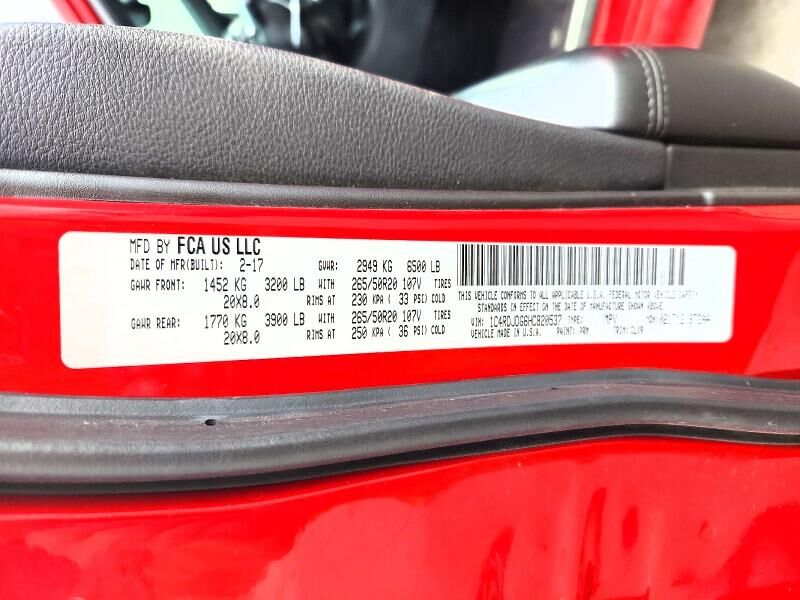 MFD BY FCA US LLC
DATE OF MFR(BUILT): 2-17 GVWR: 2949 KG 6500 LB
GAWR FRONT: 1452 KG 3200 LB WITH 265/50R20 107V TIRES
20X8.0 RIMS AT 230 KPA ( 33 PSI) COLD
GAWR REAR: 1770 KG 3900 LB WITH 265/50R20 107V TIRES
20X8.0 RIMS AT 250 KPA ( 36 PSI) COLD
THIS VEHICLE CONFORMS TO ALL APPLICABLE U.S.A. FEDERAL MOTOR VEHICLE SAFETY
STANDARDS IN EFFECT ON THE DATE OF MANUFACTURE SHOWN ABOVE.
VIN: 1C4RDJDG6HC820537 TYPE: MPV MDH:
VEHICLE MADE IN U.S.A. PAINT: PRM TRIM: CLV9